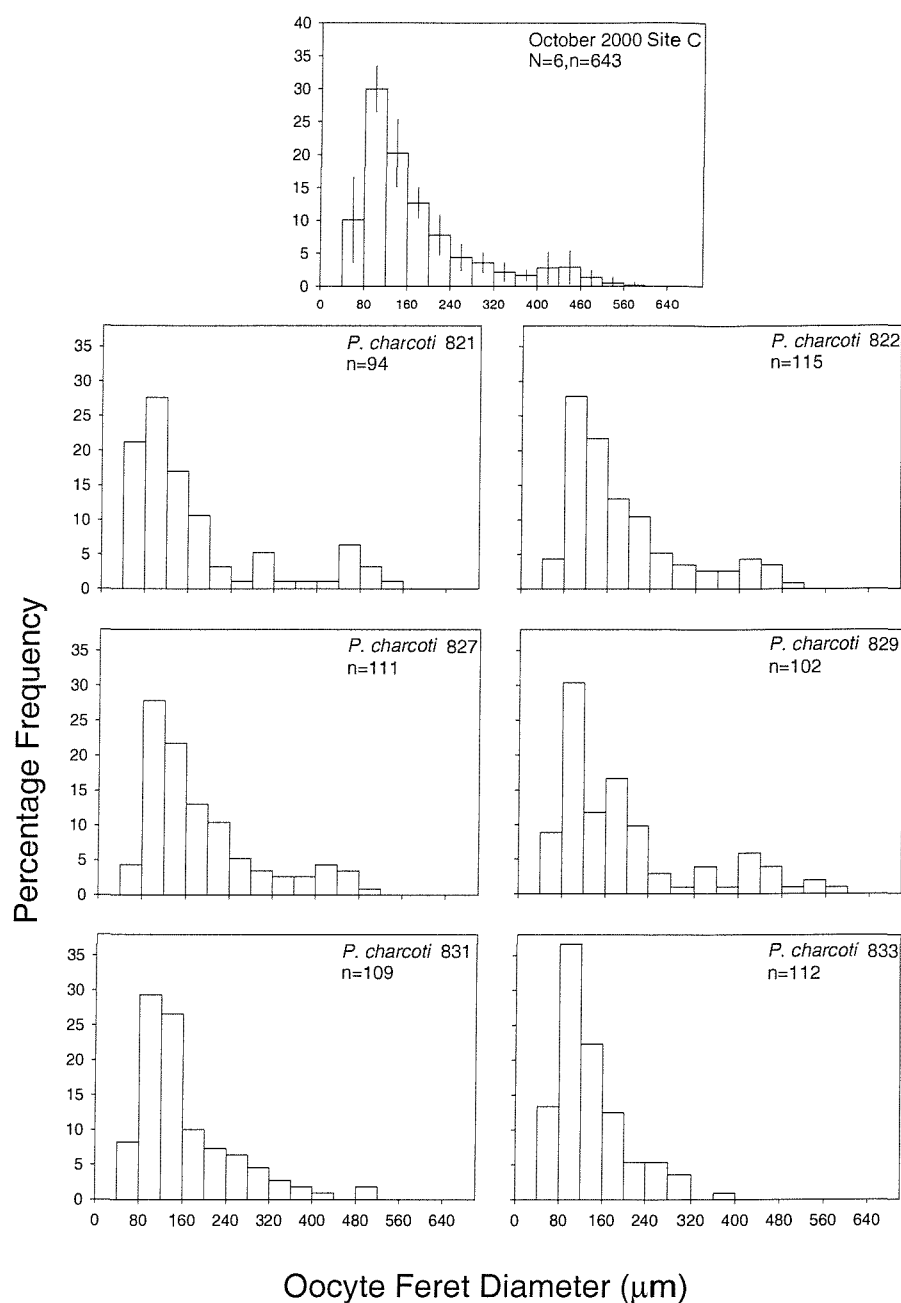 October 2000 Site C
N=6,n=643
40
35
30
25
20
15
10
5
0
0 80 160 240 320 400 480 560 640
P. charcoti 821
n=94
35
30
25
20
15
10
5
0
P. charcoti 822
n=115
P. charcoti 827
n=111
35
30
25
20
15
10
5
0
P. charcoti 829
n=102
P. charcoti 831
n=109
35
30
25
20
15
10
5
0
0 80 160 240 320 400 480 560 640
P. charcoti 833
n=112
0 80 160 240 320 400 480 560 640
Percentage Frequency
Oocyte Feret Diameter (μm)